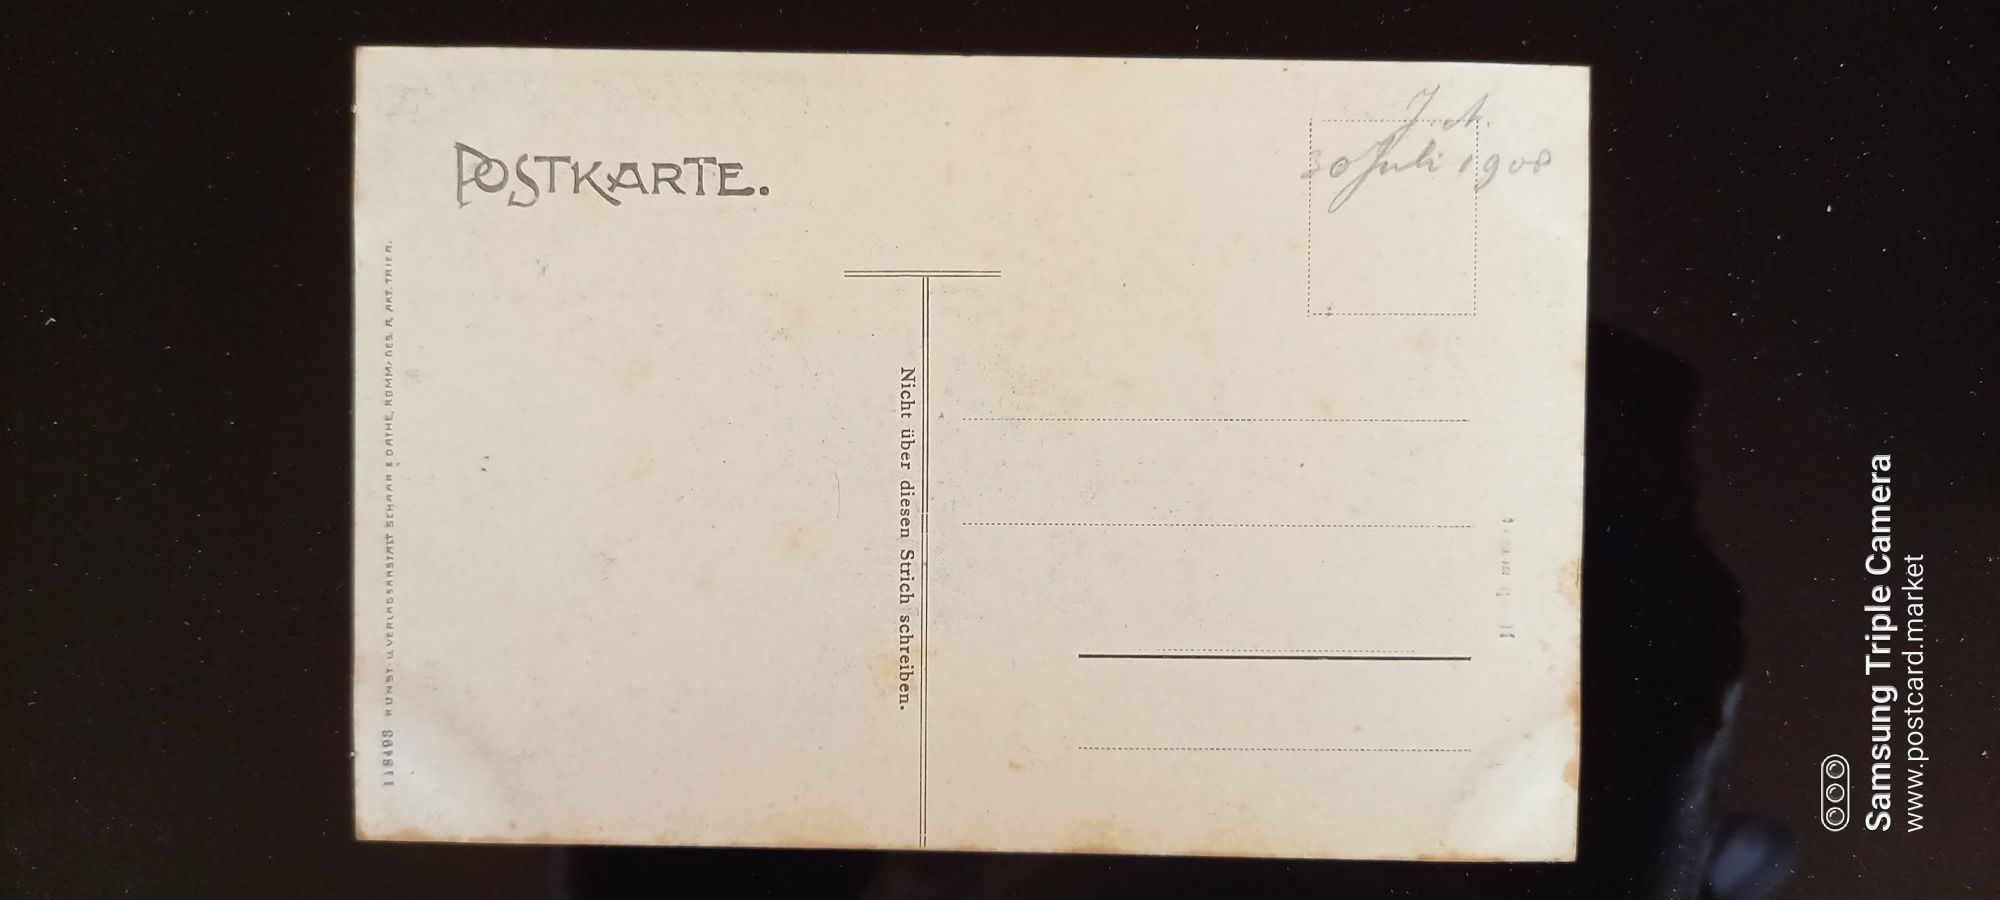 POSTKARTE.
30 Juli 1908
Nicht über diesen Strich schreiben.
118498 KUNST- U. VERLAGSANSTALT SCHAAR & DATHE, KOMM.-GES. A. AKT. TRIER.
Samsung Triple Camera
www.postcard.market